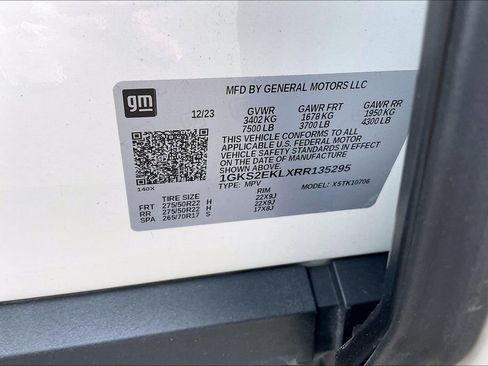 gm
MFD BY GENERAL MOTORS LLC
12/23 GVWR GAWR FRT GAWR RR
3402 KG 1678 KG 1950 KG
7500 LB 3700 LB 4300 LB
THIS VEHICLE CONFORMS TO ALL
APPLICABLE U.S. FEDERAL MOTOR
VEHICLE SAFETY STANDARDS IN
EFFECT ON THE DATE OF MANUFACTURE
SHOWN ABOVE.
1GKS2EKLXRR135295
TYPE: MPV MODEL: X5TK10706
140X
TIRE SIZE RIM
FRT 275/50R22 H 22X9J
RR 275/50R22 H 22X9J
SPA 265/70R17 S 17X8J